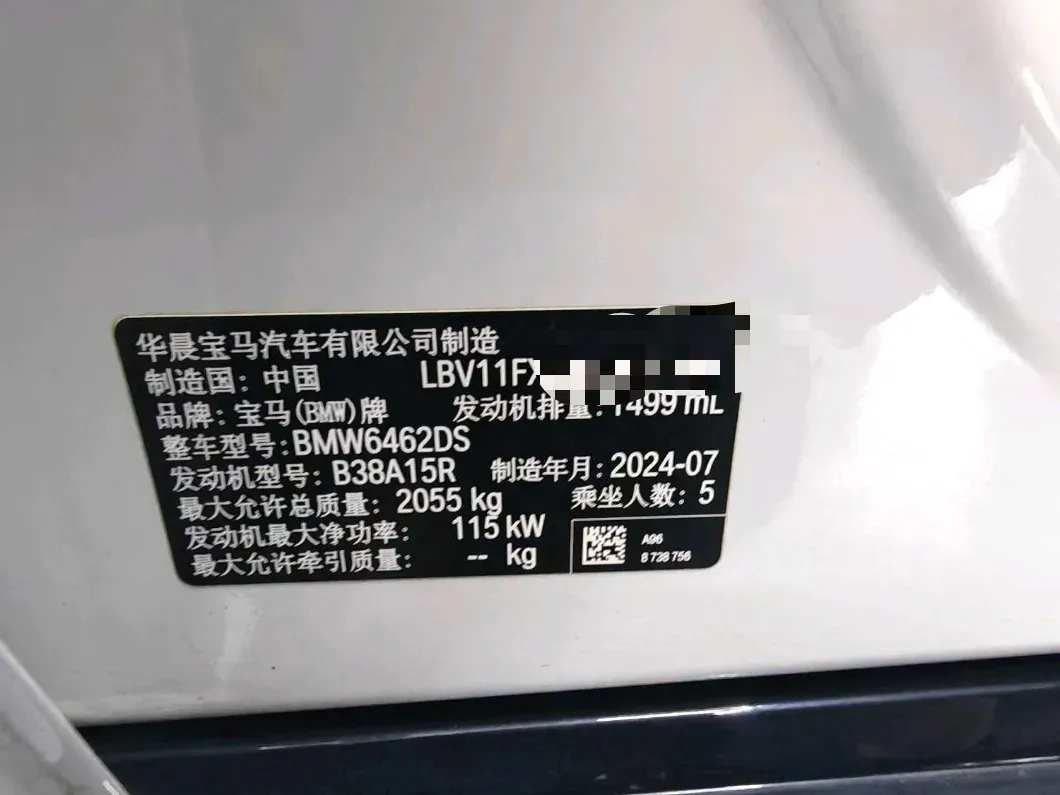 华晨宝马汽车有限公司制造
制造国：中国 LBV11FX
品牌：宝马(BMW)牌 发动机排量：1499 mL
整车型号：BMW6462DS
发动机型号：B38A15R 制造年月：2024-07
最大允许总质量：2055 kg 乘坐人数：5
发动机最大净功率：115 kW
最大允许牵引质量：-- kg
A96
8 738 756